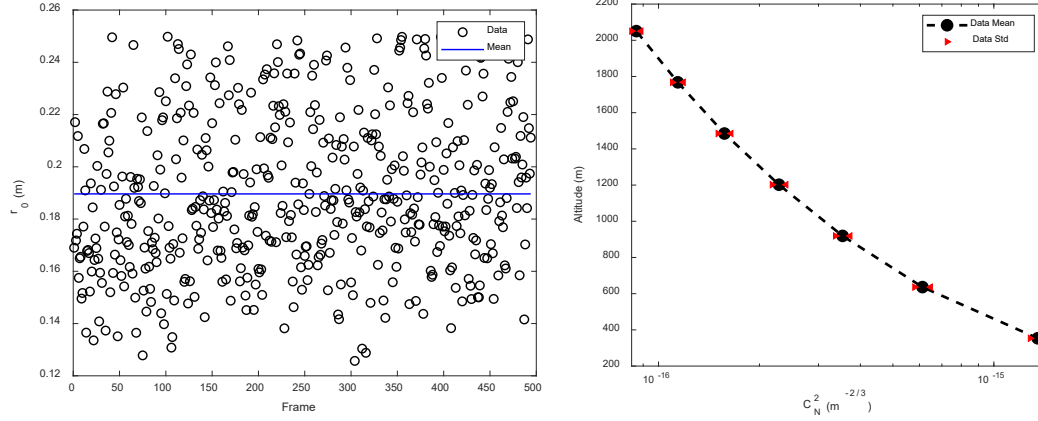 0.26
0.24
0.22
0.2
0.18
0.16
0.14
0.12
r_0 (m)
0 50 100 150 200 250 300 350 400 450 500
Frame
Data
Mean
2200
2000
1800
1600
1400
1200
1000
800
600
400
200
Altitude (m)
10^-16 10^-15
C_N^2 (m^-2/3)
Data Mean
Data Std